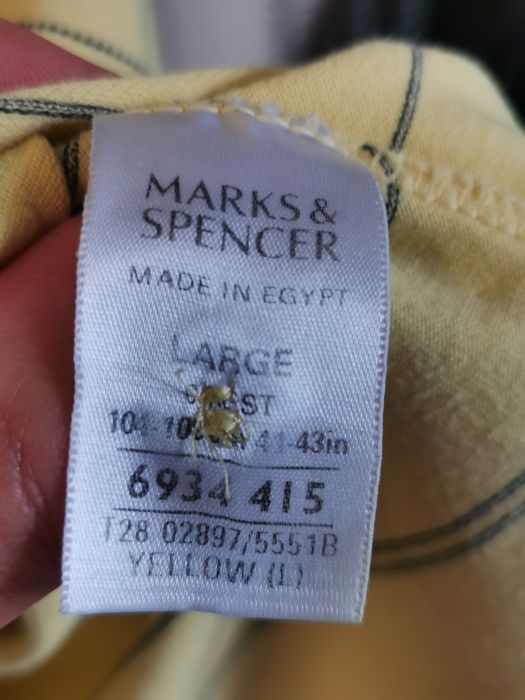 MARKS &
SPENCER
MADE IN EGYPT
LARGE
41-43in
6934 415
T28 02897/5551B
YELLOW (L)